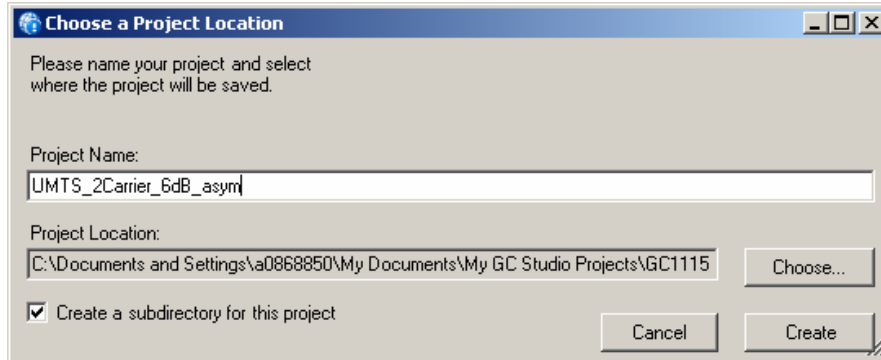 Choose a Project Location
Please name your project and select
where the project will be saved.
Project Name:
UMTS_2Carrier_6dB_asym
Project Location:
C:\Documents and Settings\a0868850\My Documents\My GC Studio Projects\GC1115
Choose...
Create a subdirectory for this project
Cancel
Create